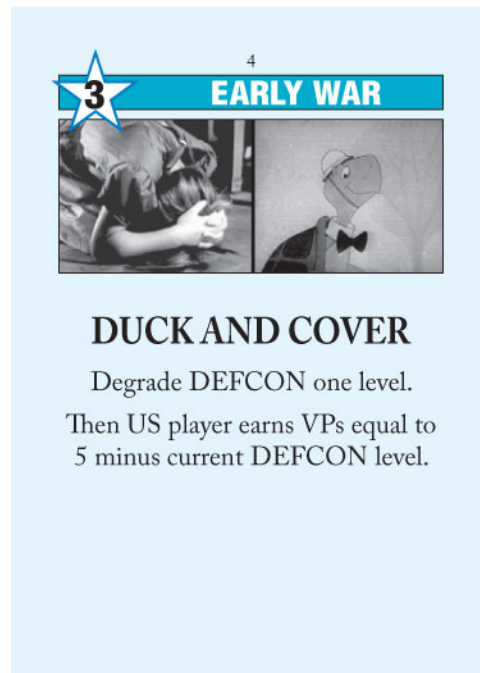 4
3
EARLY WAR
DUCK AND COVER
Degrade DEFCON one level.
Then US player earns VPs equal to
5 minus current DEFCON level.